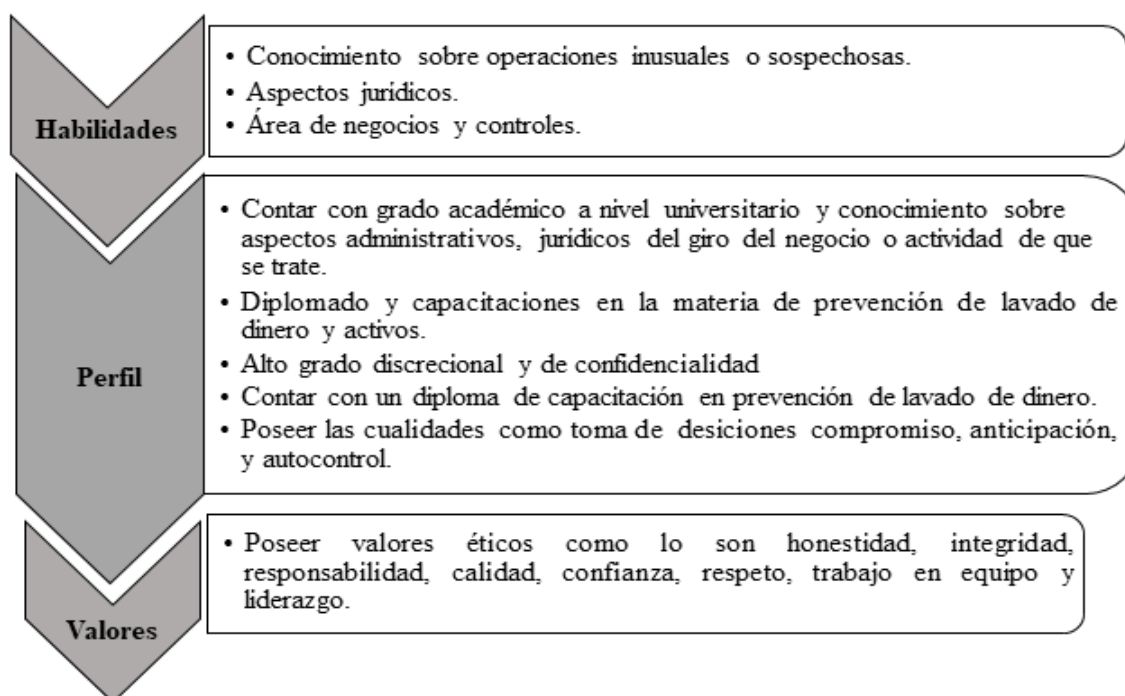 Habilidades
• Conocimiento sobre operaciones inusuales o sospechosas.
• Aspectos jurídicos.
• Área de negocios y controles.
Perfil
• Contar con grado académico a nivel universitario y conocimiento sobre
aspectos administrativos, jurídicos del giro del negocio o actividad de que
se trate.
• Diplomado y capacitaciones en la materia de prevención de lavado de
dinero y activos.
• Alto grado discrecional y de confidencialidad
• Contar con un diploma de capacitación en prevención de lavado de dinero.
• Poseer las cualidades como toma de desiciones compromiso, anticipación,
y autocontrol.
Valores
• Poseer valores éticos como lo son honestidad, integridad,
responsabilidad, calidad, confianza, respeto, trabajo en equipo y
liderazgo.